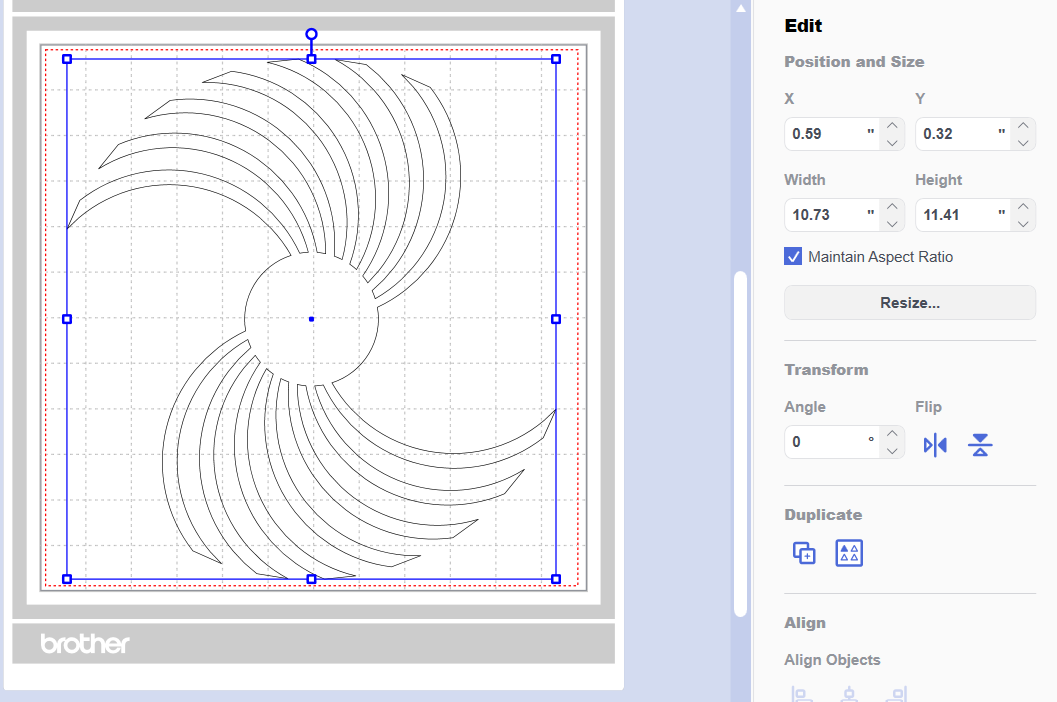 Edit
Position and Size
X Y
0.59 " 0.32 "
Width Height
10.73 " 11.41 "
Maintain Aspect Ratio
Resize...
Transform
Angle Flip
0 °
Duplicate
Align
Align Objects
brother